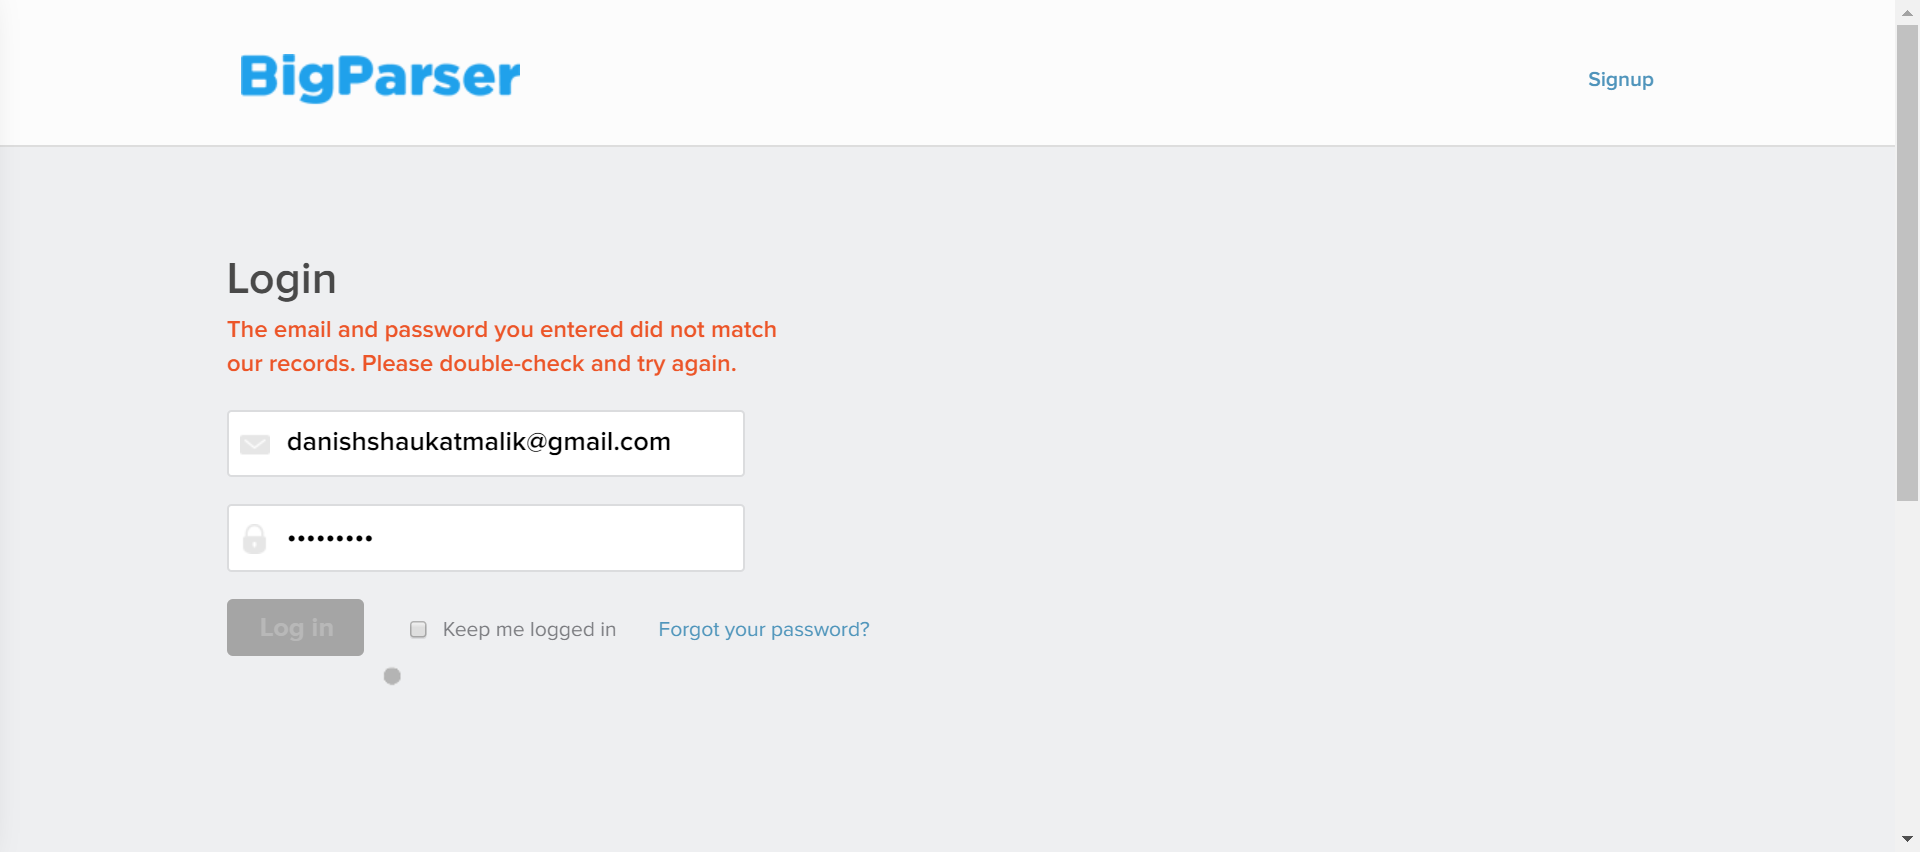 BigParser
Signup
Login
The email and password you entered did not match
our records. Please double-check and try again.
danishshaukatmalik@gmail.com
•••••••••
Log in
Keep me logged in
Forgot your password?